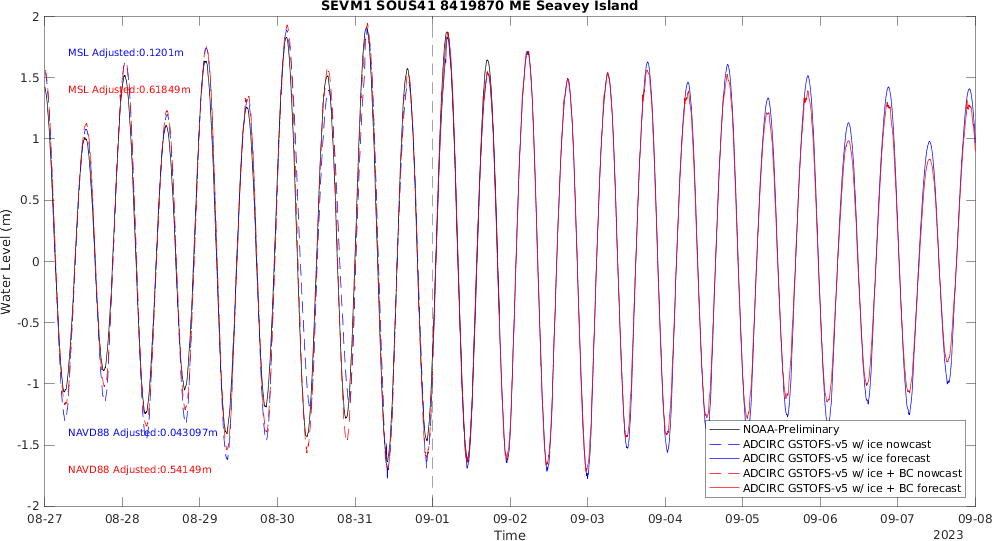 SEVM1 SOUS41 8419870 ME Seavey Island
2
1.5
1
0.5
0
-0.5
-1
-1.5
-2
Water Level (m)
MSL Adjusted:0.1201m
MSL Adjusted:0.61849m
NAVD88 Adjusted:0.043097m
NAVD88 Adjusted:0.54149m
NOAA-Preliminary
ADCIRC GSTOFS-v5 w/ ice nowcast
ADCIRC GSTOFS-v5 w/ ice forecast
ADCIRC GSTOFS-v5 w/ ice + BC nowcast
ADCIRC GSTOFS-v5 w/ ice + BC forecast
08-27 08-28 08-29 08-30 08-31 09-01 09-02 09-03 09-04 09-05 09-06 09-07 09-08
Time
2023